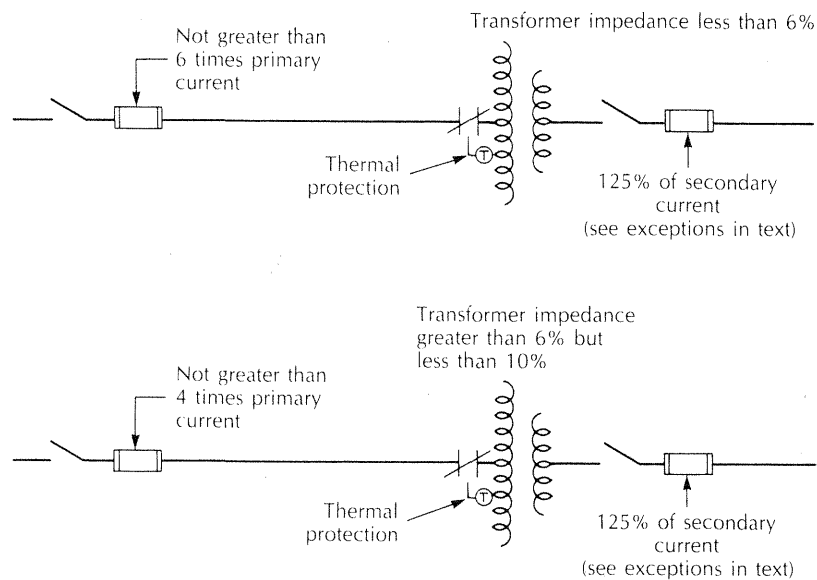 Transformer impedance less than 6%
Not greater than
6 times primary
current
T
Thermal
protection
125% of secondary
current
(see exceptions in text)
Transformer impedance
greater than 6% but
less than 10%
Not greater than
4 times primary
current
T
Thermal
protection
125% of secondary
current
(see exceptions in text)